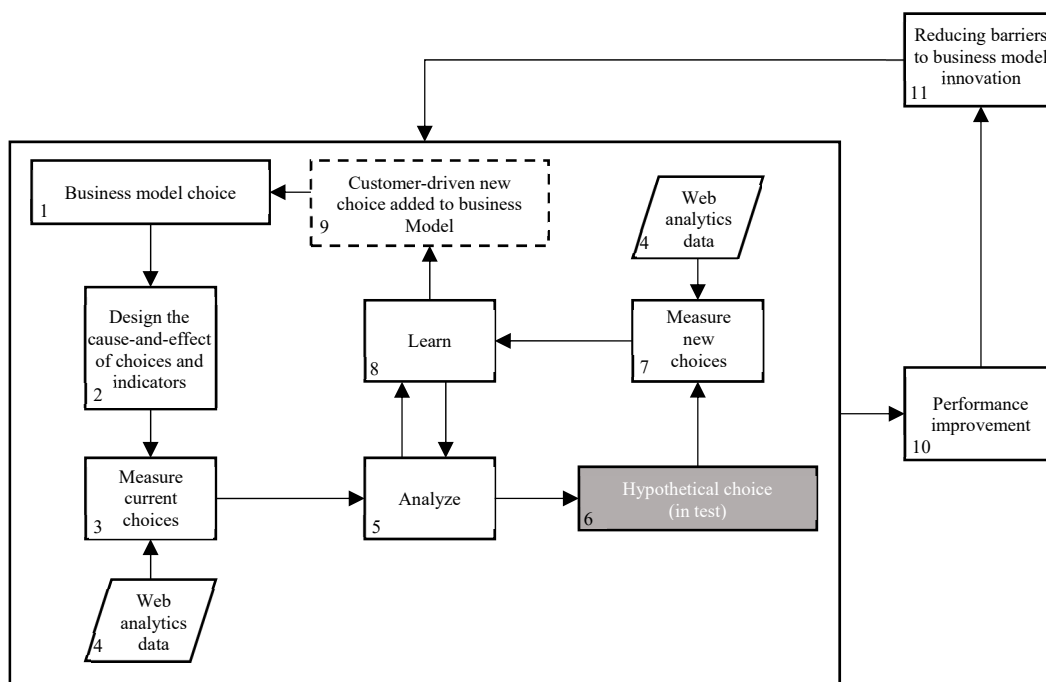 Reducing barriers
to business model
innovation
11
Business model choice
1
Customer-driven new
choice added to business
Model
9
Web
analytics
data
4
Design the
cause-and-effect
of choices and
indicators
2
Learn
8
Measure
new
choices
7
Performance
improvement
10
Measure
current
choices
3
Analyze
5
Hypothetical choice
(in test)
6
Web
analytics
data
4